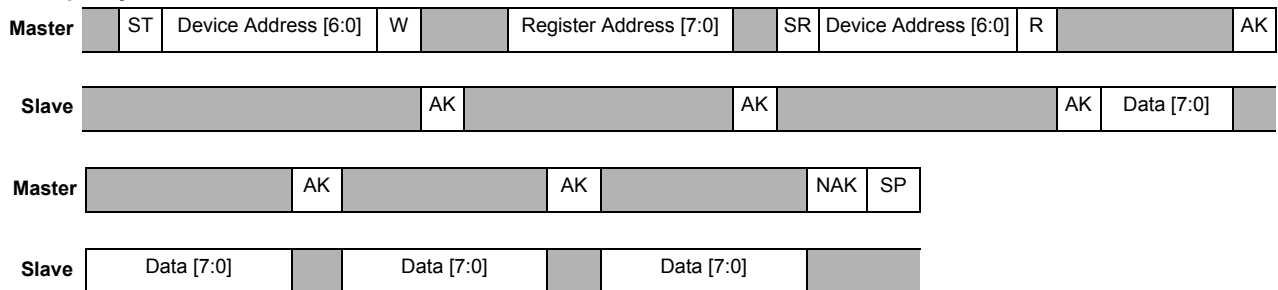 Master ST Device Address [6:0] W Register Address [7:0] SR Device Address [6:0] R AK
Slave AK AK AK Data [7:0]
Master AK AK NAK SP
Slave Data [7:0] Data [7:0] Data [7:0]